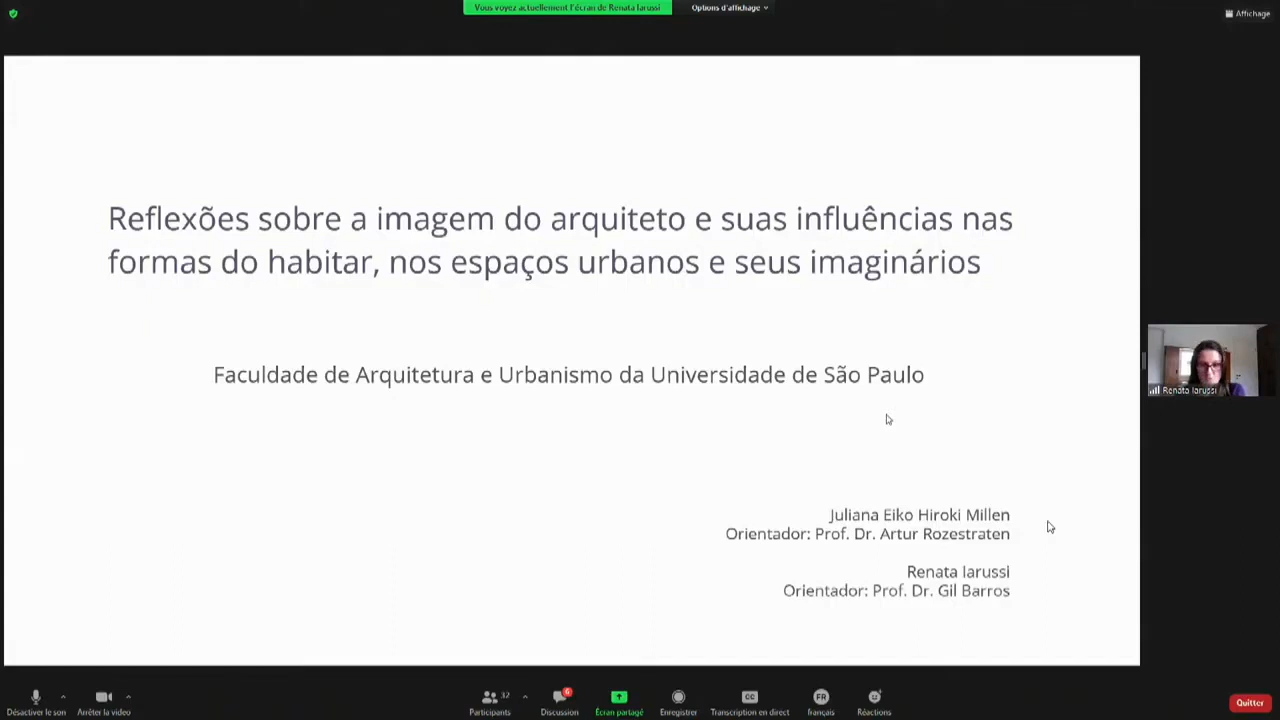 Vous voyez actuellement l'écran de Renata Iarussi
Options d'affichage
Affichage
Reflexões sobre a imagem do arquiteto e suas influências nas
formas do habitar, nos espaços urbanos e seus imaginários
Faculdade de Arquitetura e Urbanismo da Universidade de São Paulo
Renata Iarussi
Juliana Eiko Hiroki Millen
Orientador: Prof. Dr. Artur Rozestraten
Renata Iarussi
Orientador: Prof. Dr. Gil Barros
32
6
CC
FR
Désactiver le son
Arrêter la vidéo
Participants
Discussion
Écran partagé
Enregistrer
Transcription en direct
français
Réactions
Quitter